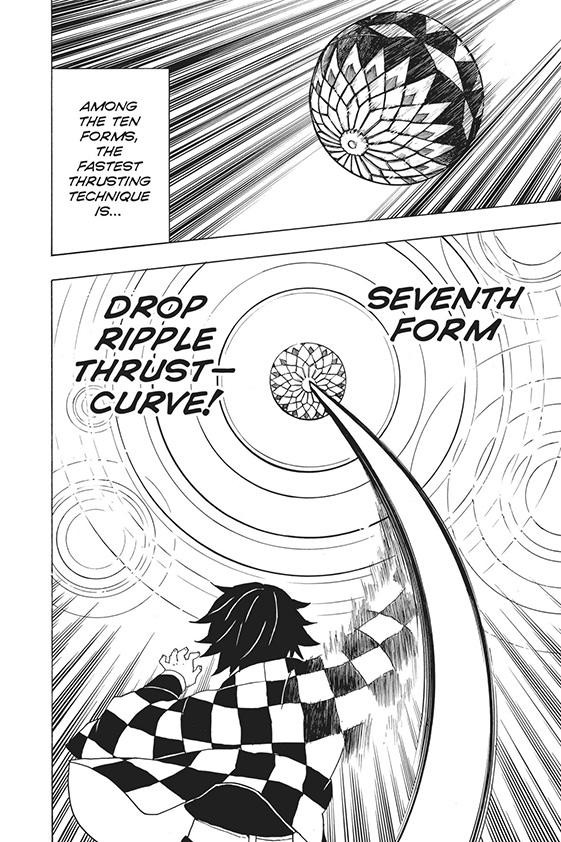 AMONG
THE TEN
FORMS,
THE
FASTEST
THRUSTING
TECHNIQUE
IS...
SEVENTH
FORM
DROP
RIPPLE
THRUST—
CURVE!